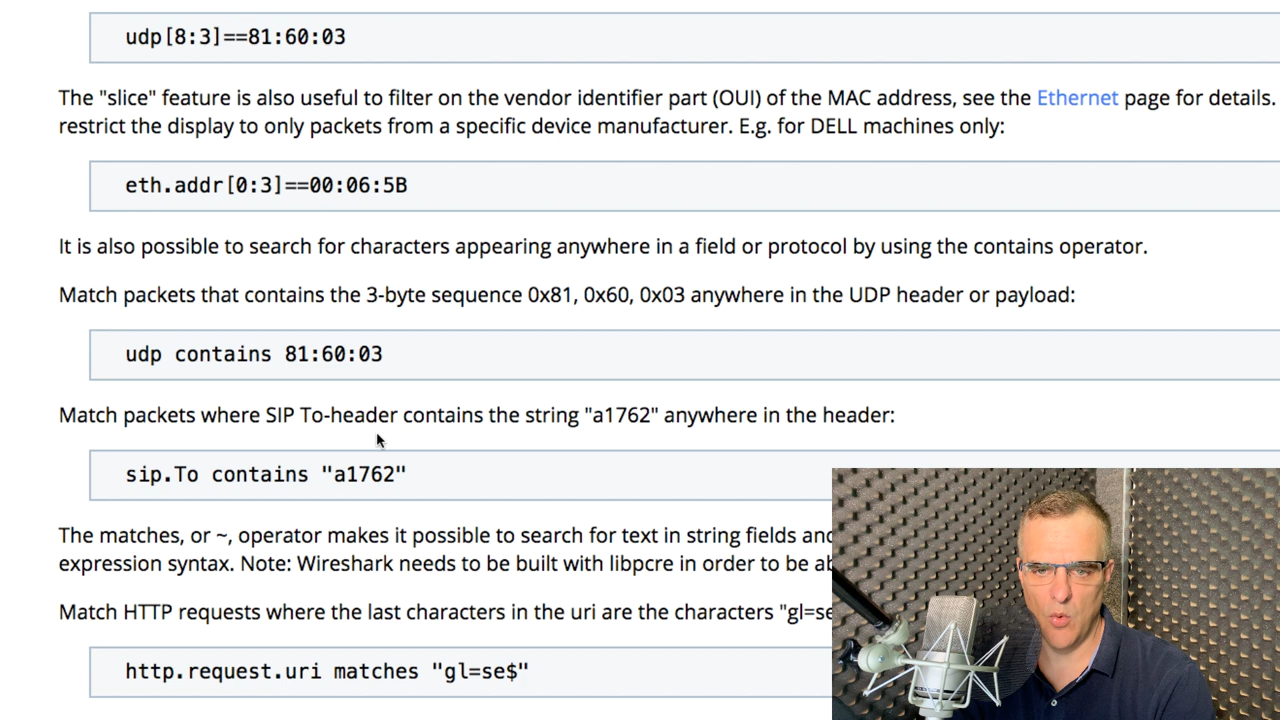 udp[8:3]==81:60:03
The "slice" feature is also useful to filter on the vendor identifier part (OUI) of the MAC address, see the Ethernet page for details.
restrict the display to only packets from a specific device manufacturer. E.g. for DELL machines only:
eth.addr[0:3]==00:06:5B
It is also possible to search for characters appearing anywhere in a field or protocol by using the contains operator.
Match packets that contains the 3-byte sequence 0x81, 0x60, 0x03 anywhere in the UDP header or payload:
udp contains 81:60:03
Match packets where SIP To-header contains the string "a1762" anywhere in the header:
sip.To contains "a1762"
The matches, or ~, operator makes it possible to search for text in string fields and
expression syntax. Note: Wireshark needs to be built with libpcre in order to be
Match HTTP requests where the last characters in the uri are the characters "gl=se
http.request.uri matches "gl=se$"